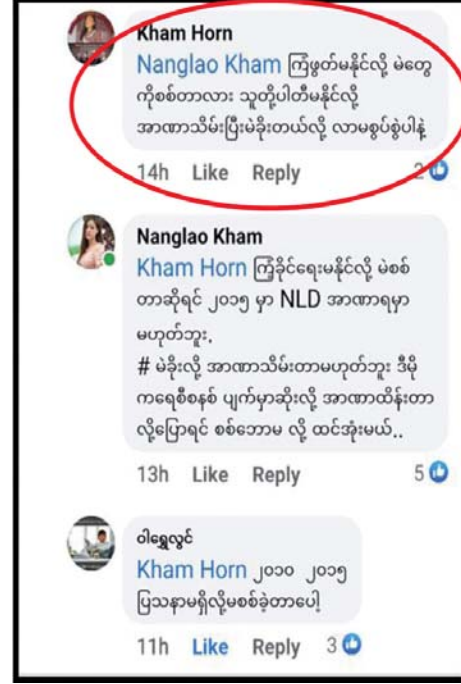 Kham Horn
Nanglao Kham ကြံဖွတ်မနိုင်လို့ မဲတွေ
ကိုစစ်တာလား သူတို့ပါတီမနိုင်လို့
အာဏာသိမ်းပြီးမဲခိုးတယ်လို့ လာမစွပ်စွဲပါနဲ့
14h Like Reply 2
Nanglao Kham
Kham Horn ကြံ့ခိုင်ရေးမနိုင်လို့ မဲစစ်
တာဆိုရင် ၂၀၁၅ မှာ NLD အာဏာရမှာ
မဟုတ်ဘူး,
# မဲခိုးလို့ အာဏာသိမ်းတာမဟုတ်ဘူး ဒီမို
ကရေစီစနစ် ပျက်မှာဆိုးလို့ အာဏာထိန်းတာ
လို့ပြောရင် စစ်ဘောမ လို့ ထင်အုံးမယ်..
13h Like Reply 5
ဝါရွှေလွင်
Kham Horn ၂၀၁၀ ၂၀၁၅
ပြသနာမရှိလို့မစစ်ခဲ့တာပေါ့
11h Like Reply 3